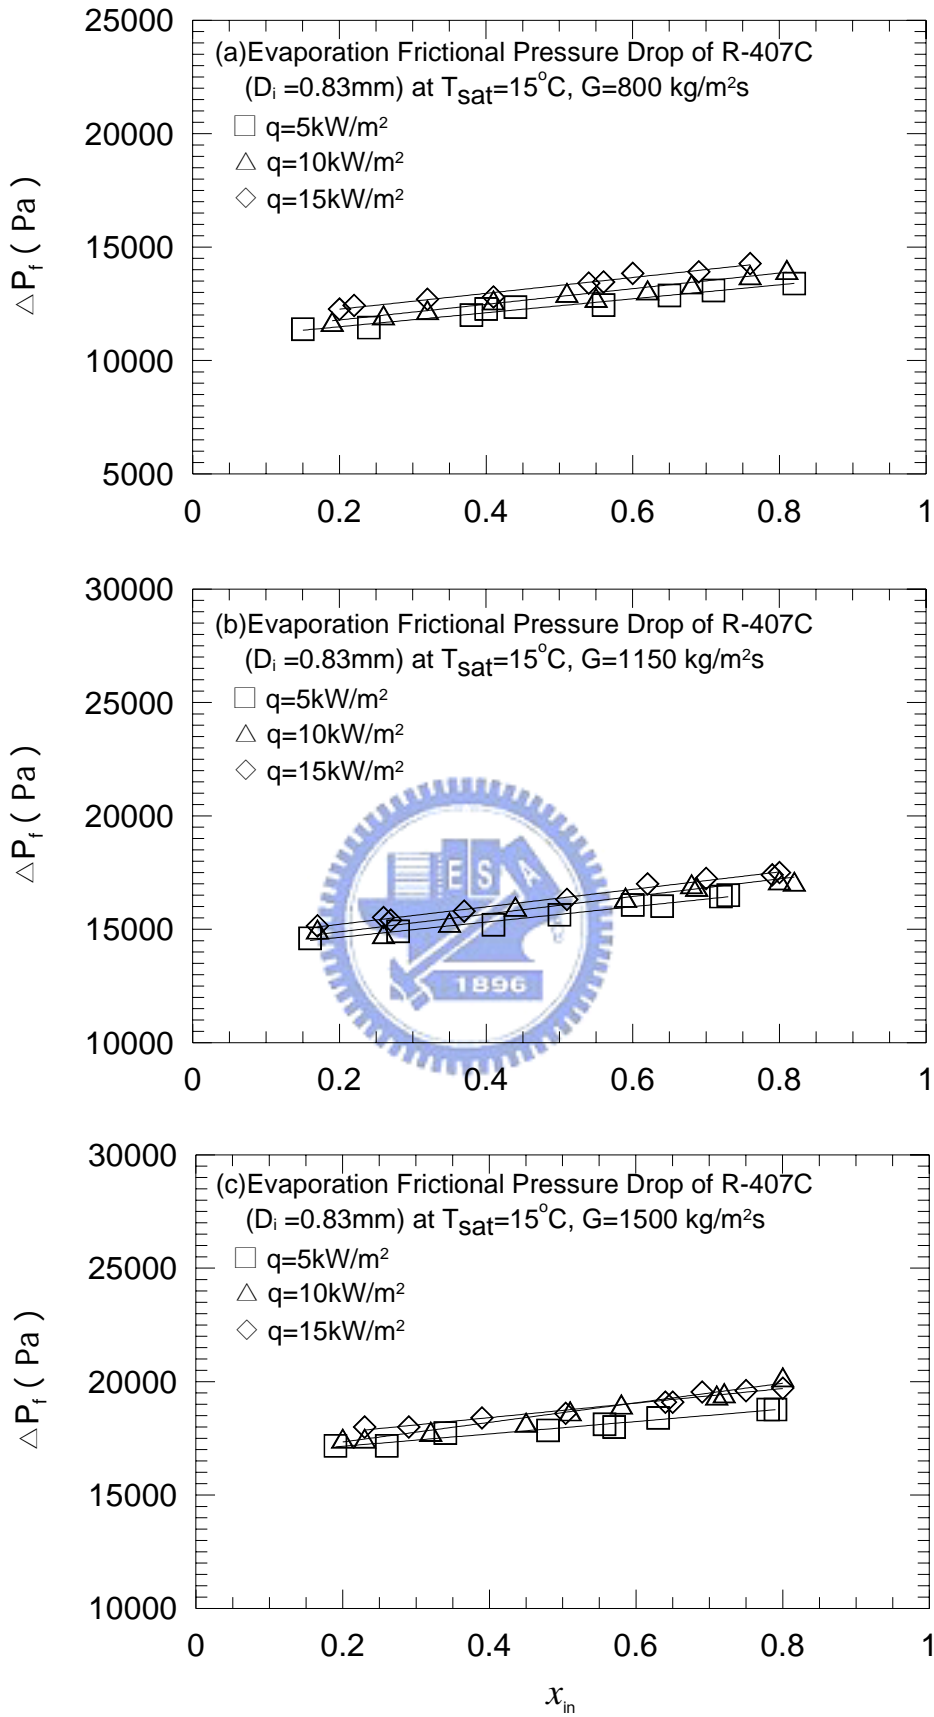 25000
(a)Evaporation Frictional Pressure Drop of R-407C
(Dᵢ =0.83mm) at Tsat=15°C, G=800 kg/m²s
20000
q=5kW/m²
q=10kW/m²
q=15kW/m²
△Pf ( Pa )
15000
10000
5000
0 0.2 0.4 0.6 0.8 1
30000
(b)Evaporation Frictional Pressure Drop of R-407C
(Dᵢ =0.83mm) at Tsat=15°C, G=1150 kg/m²s
25000
q=5kW/m²
q=10kW/m²
q=15kW/m²
△Pf ( Pa )
20000
ESA
15000
1896
10000
0 0.2 0.4 0.6 0.8 1
30000
(c)Evaporation Frictional Pressure Drop of R-407C
(Dᵢ =0.83mm) at Tsat=15°C, G=1500 kg/m²s
25000
q=5kW/m²
q=10kW/m²
q=15kW/m²
△Pf ( Pa )
20000
15000
10000
0 0.2 0.4 0.6 0.8 1
xin